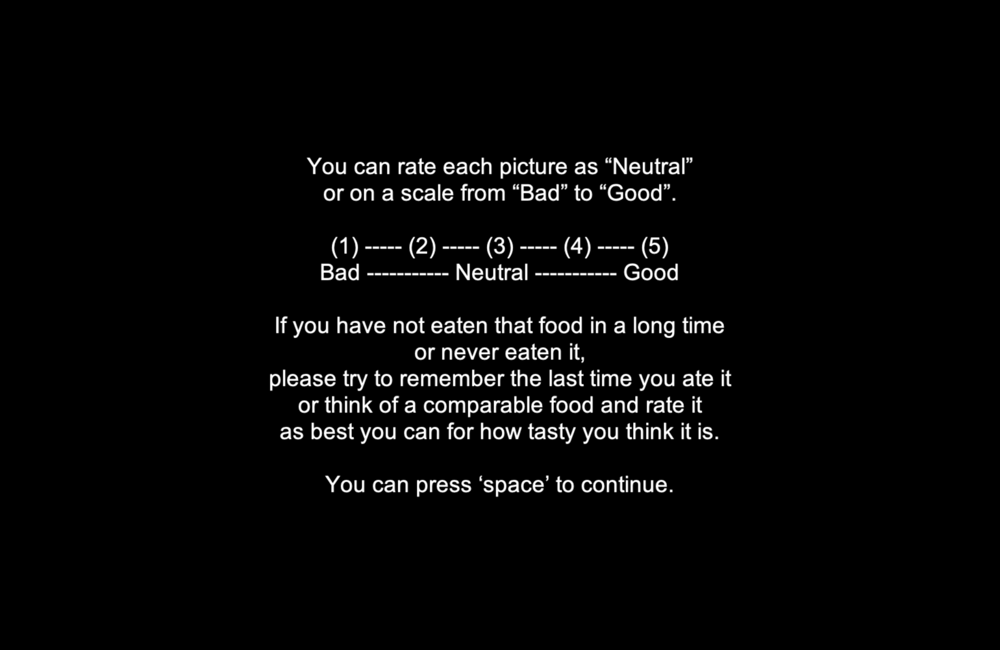 You can rate each picture as “Neutral”
or on a scale from “Bad” to “Good”.
(1) ----- (2) ----- (3) ----- (4) ----- (5)
Bad ----------- Neutral ----------- Good
If you have not eaten that food in a long time
or never eaten it,
please try to remember the last time you ate it
or think of a comparable food and rate it
as best you can for how tasty you think it is.
You can press ‘space’ to continue.